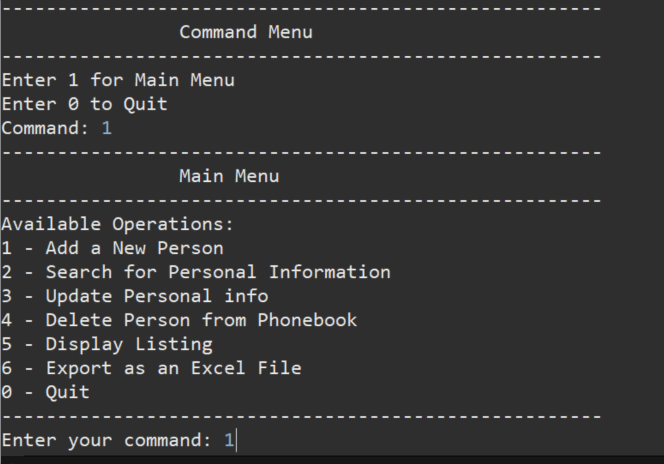 ------------------------------------------------------
Command Menu
------------------------------------------------------
Enter 1 for Main Menu
Enter 0 to Quit
Command: 1
------------------------------------------------------
Main Menu
------------------------------------------------------
Available Operations:
1 - Add a New Person
2 - Search for Personal Information
3 - Update Personal info
4 - Delete Person from Phonebook
5 - Display Listing
6 - Export as an Excel File
0 - Quit
------------------------------------------------------
Enter your command: 1